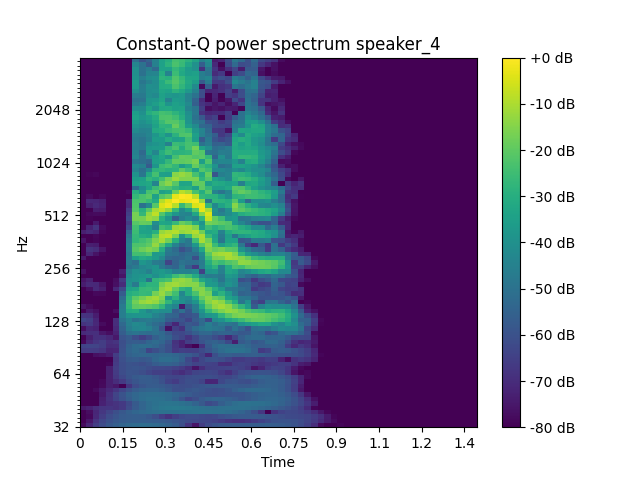 Constant-Q power spectrum speaker_4
+0 dB
-10 dB
-20 dB
-30 dB
-40 dB
-50 dB
-60 dB
-70 dB
-80 dB
Hz
2048
1024
512
256
128
64
32
0 0.15 0.3 0.45 0.6 0.75 0.9 1.1 1.2 1.4
Time